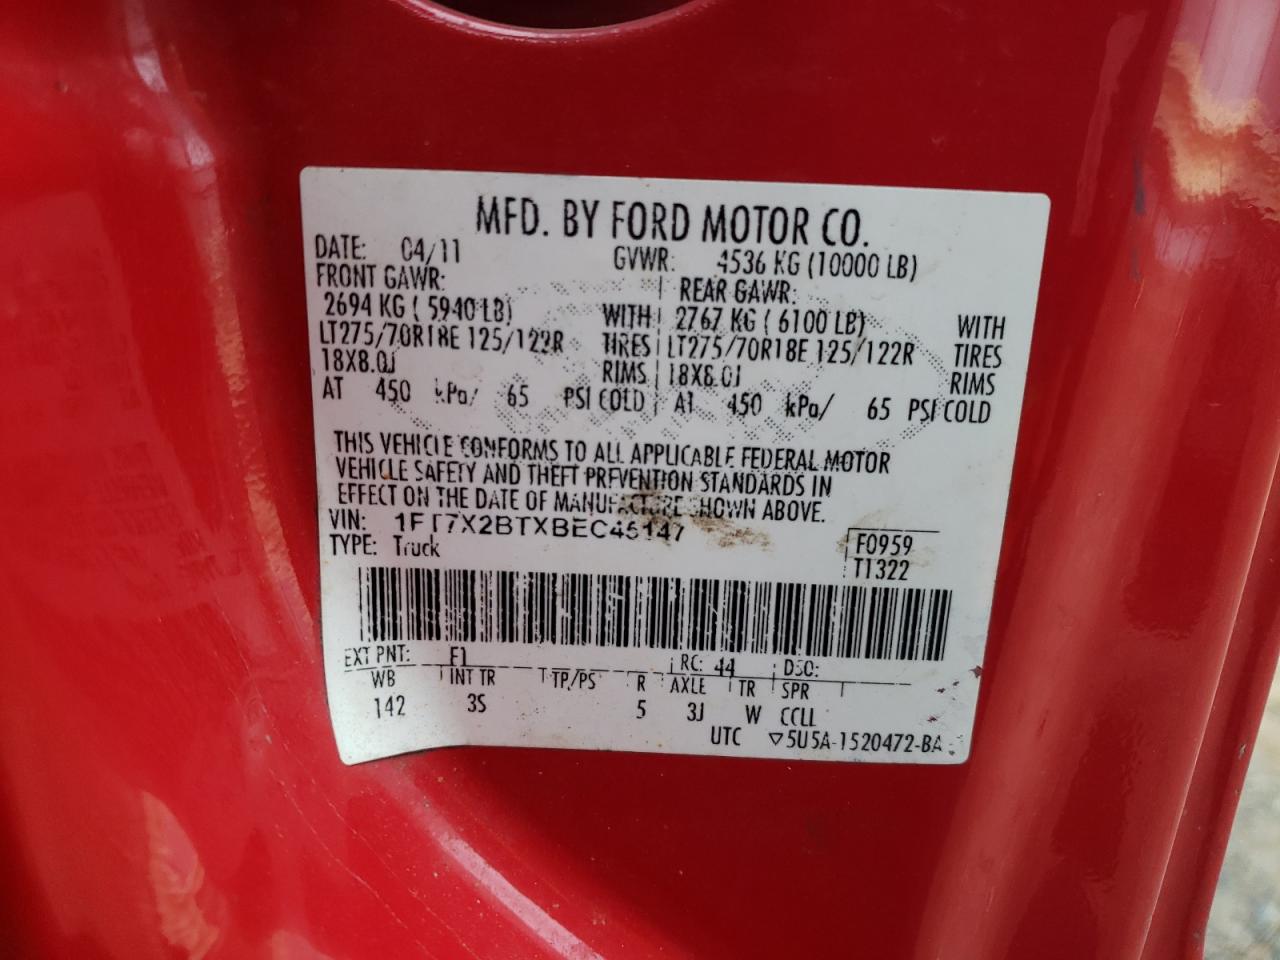 MFD. BY FORD MOTOR CO.
DATE: 04/11 GVWR: 4536 KG (10000 LB)
FRONT GAWR: REAR GAWR:
2694 KG ( 5940 LB) WITH 2767 KG ( 6100 LB) WITH
LT275/70R18E 125/122R TIRES LT275/70R18E 125/122R TIRES
18X8.0J RIMS 18X8.0J RIMS
AT 450 kPa/ 65 PSI COLD AT 450 kPa/ 65 PSI COLD
THIS VEHICLE CONFORMS TO ALL APPLICABLE FEDERAL MOTOR
VEHICLE SAFETY AND THEFT PREVENTION STANDARDS IN
EFFECT ON THE DATE OF MANUFACTURE SHOWN ABOVE.
VIN: 1FT7X2BTXBEC46147 F0959
TYPE: Truck T1322
EXT PNT: F1 RC: 44 DSO:
WB INT TR TP/PS R AXLE TR SPR
142 3S 5 3J W CCLL
UTC ▽5U5A-1520472-BA